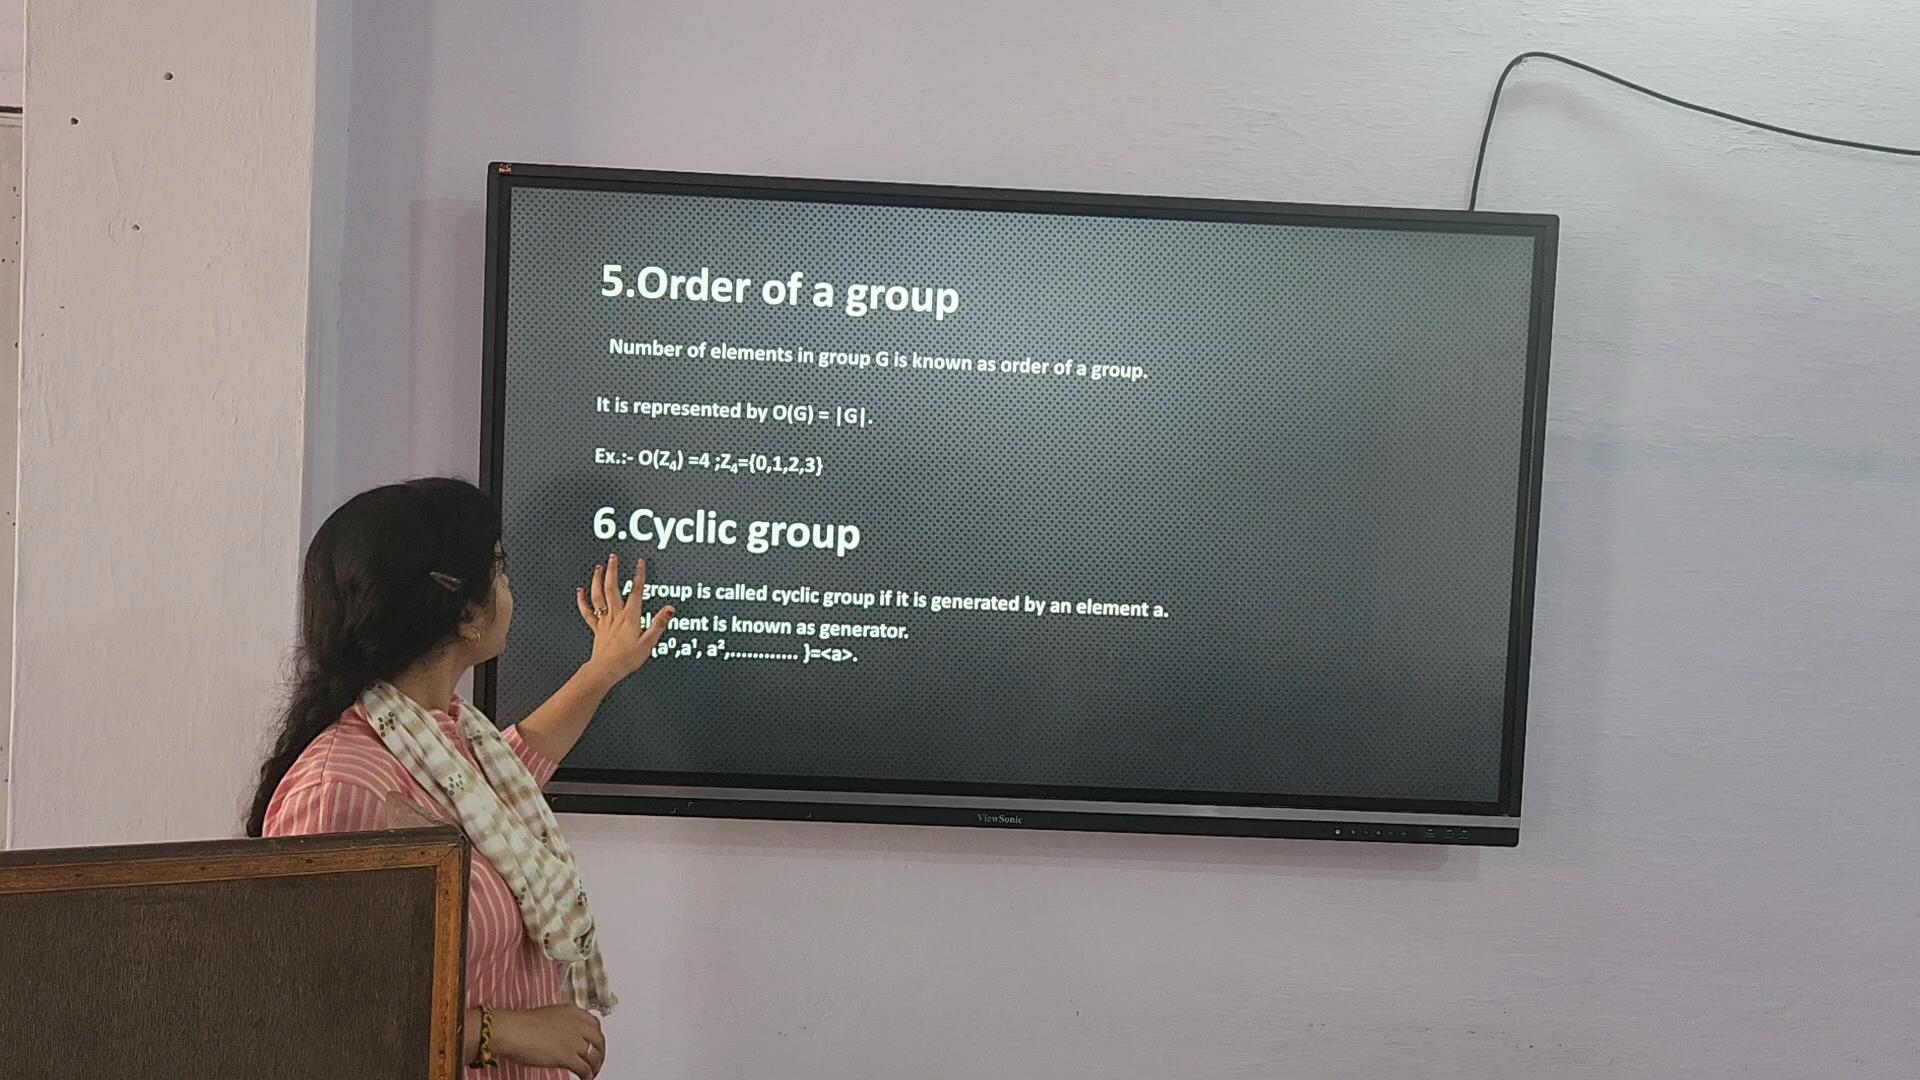 5.Order of a group
Number of elements in group G is known as order of a group.
It is represented by O(G) = |G|.
Ex.:- O(Z₄) =4 ;Z₄={0,1,2,3}
6.Cyclic group
A group is called cyclic group if it is generated by an element a.
is known as generator.
{a⁰,a¹, a²,............. }=<a>.
ViewSonic